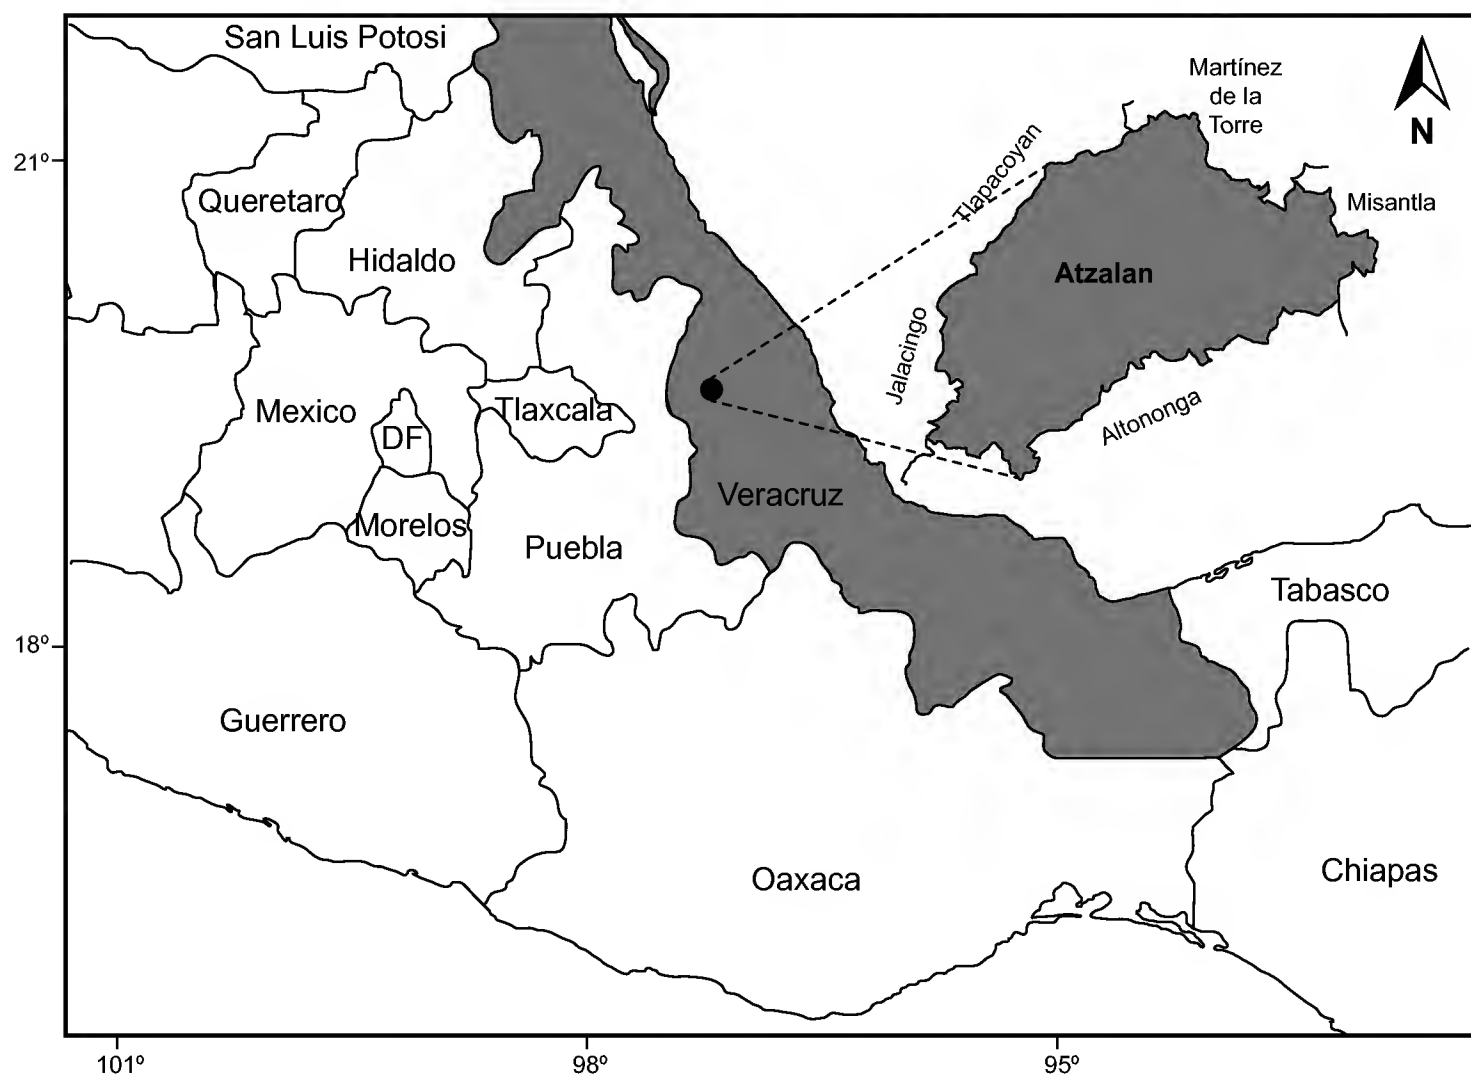 San Luis Potosi
Martínez
de la
Torre
N
Tlapacoyan
21º
Queretaro
Misantla
Hidaldo
Atzalan
Jalacingo
Mexico
Tlaxcala
DF
Altononga
Veracruz
Morelos
Puebla
Tabasco
18º
Guerrero
Oaxaca
Chiapas
101º
98º
95º